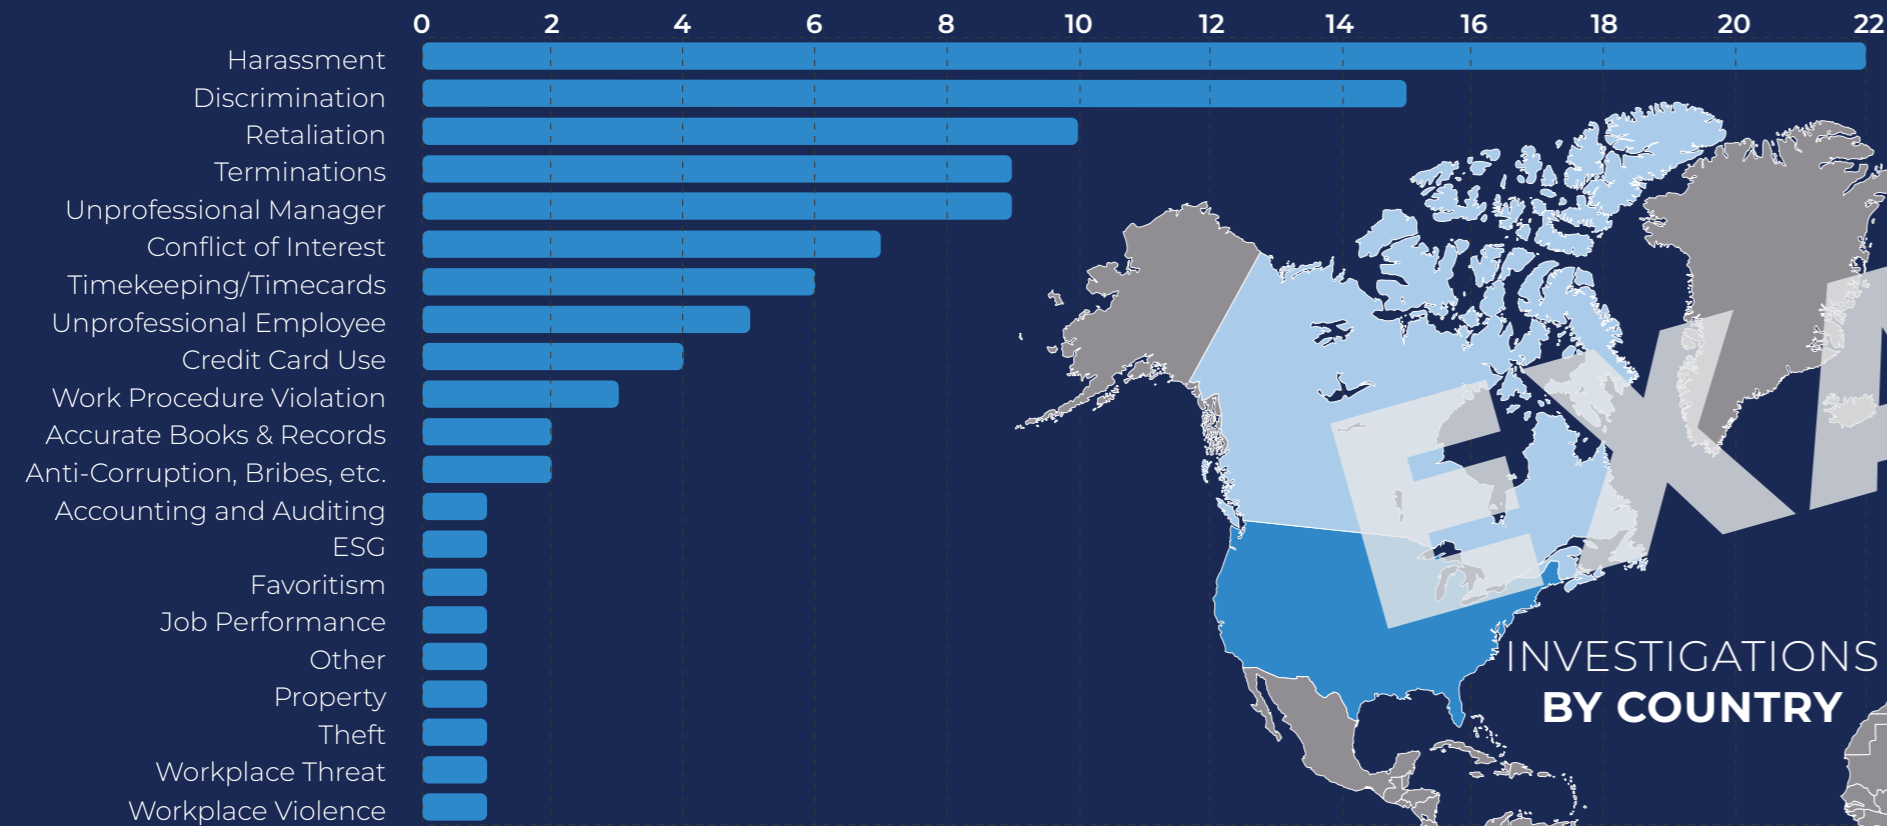 0 2 4 6 8 10 12 14 16 18 20 22
Harassment
Discrimination
Retaliation
Terminations
Unprofessional Manager
Conflict of Interest
Timekeeping/Timecards
Unprofessional Employee
Credit Card Use
Work Procedure Violation
Accurate Books & Records
Anti-Corruption, Bribes, etc.
Accounting and Auditing
ESG
Favoritism
Job Performance
Other
Property
Theft
Workplace Threat
Workplace Violence
EXA
INVESTIGATIONS
BY COUNTRY